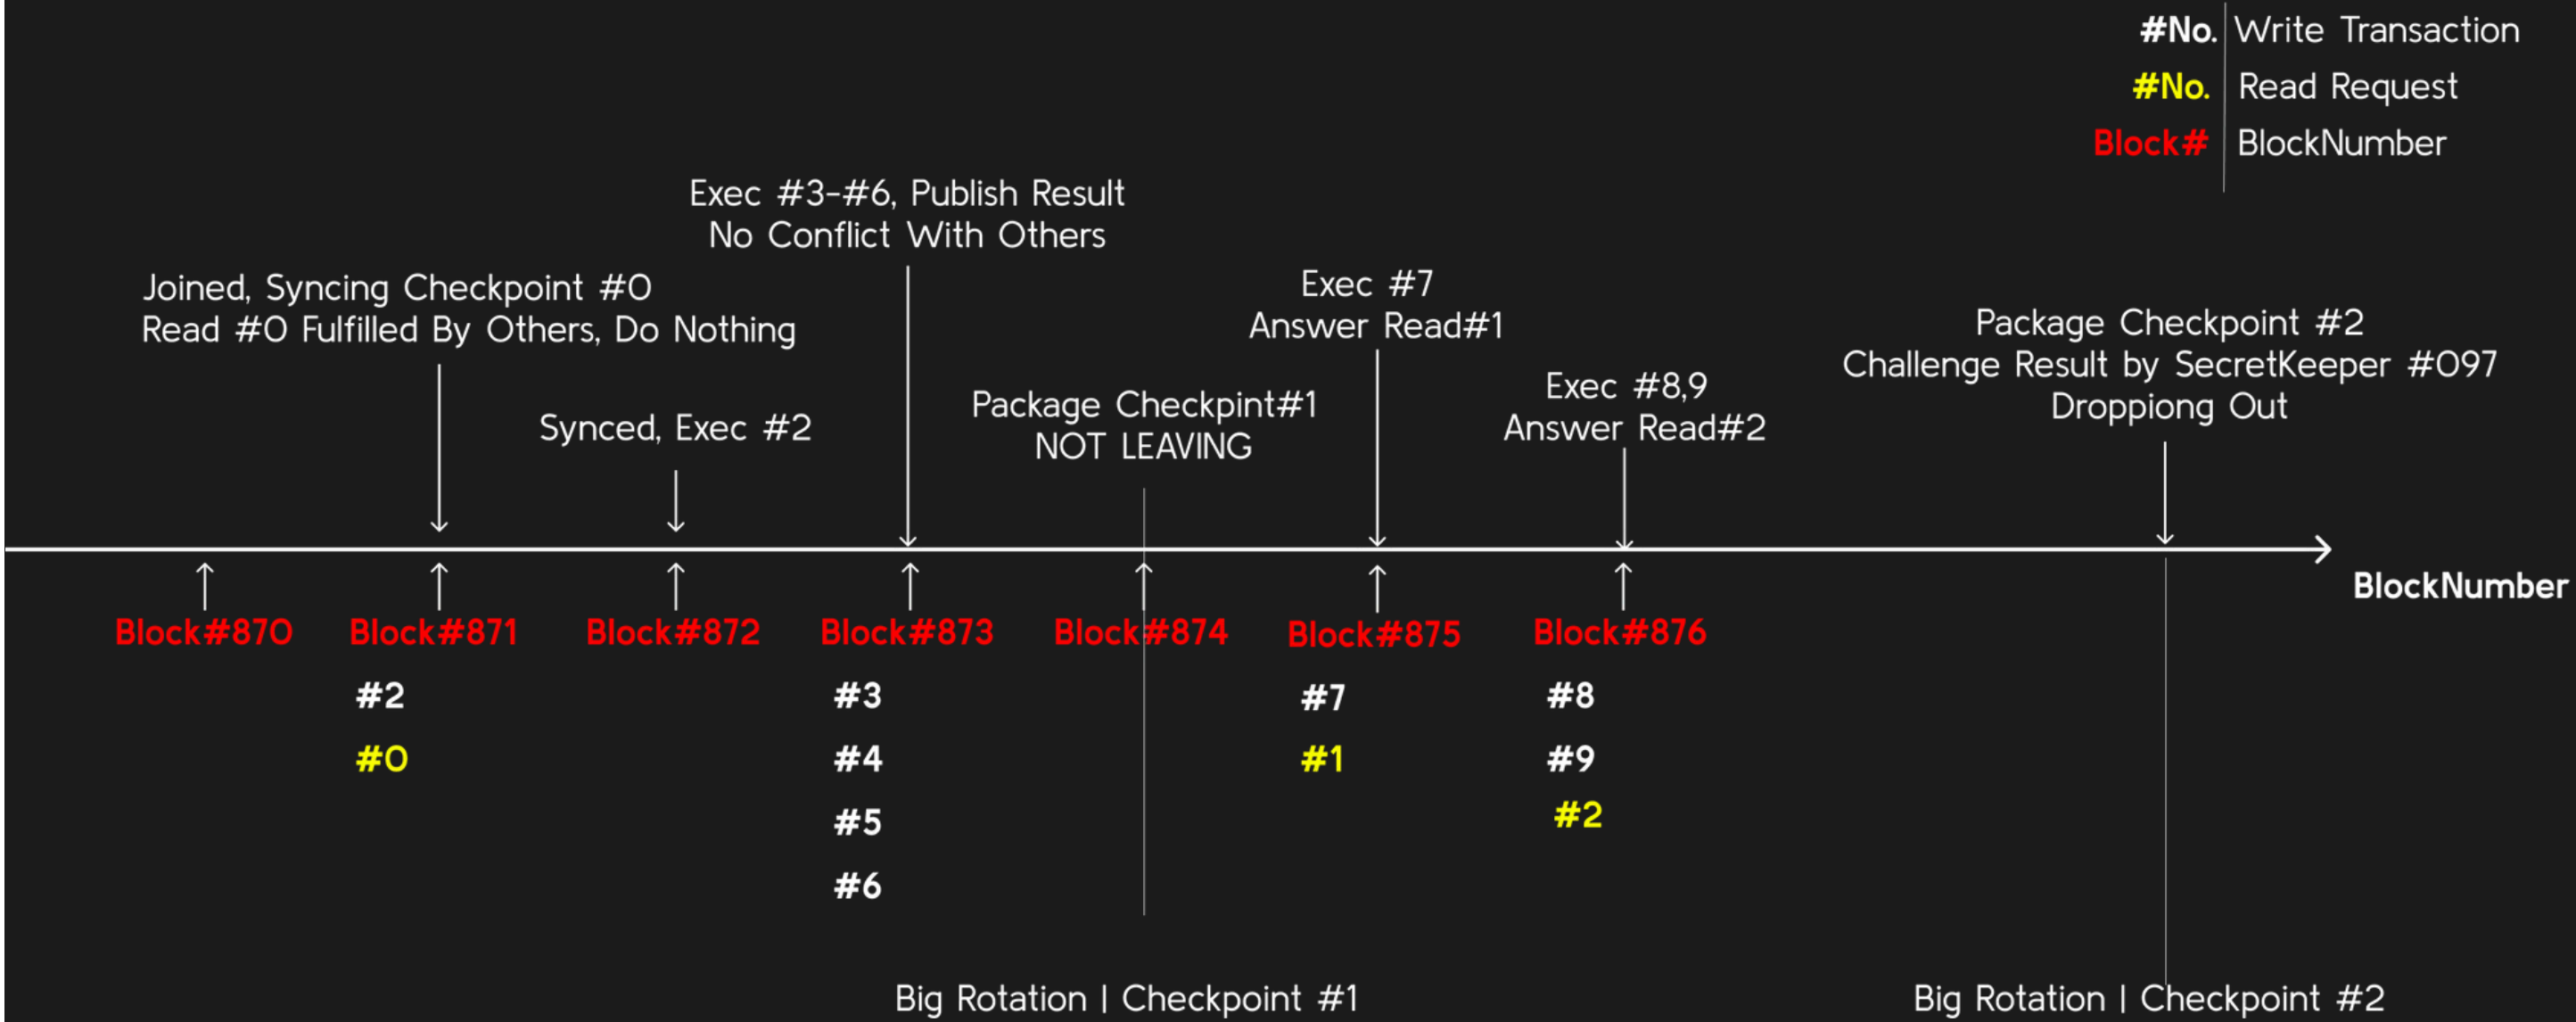 #No. Write Transaction
#No. Read Request
Block# BlockNumber
Exec #3-#6, Publish Result
No Conflict With Others
Joined, Syncing Checkpoint #0
Read #0 Fulfilled By Others, Do Nothing
Synced, Exec #2
Package Checkpint#1
NOT LEAVING
Exec #7
Answer Read#1
Exec #8,9
Answer Read#2
Package Checkpoint #2
Challenge Result by SecretKeeper #097
Droppiong Out
BlockNumber
Block#870
Block#871
#2
#0
Block#872
Block#873
#3
#4
#5
#6
Block#874
Block#875
#7
#1
Block#876
#8
#9
#2
Big Rotation | Checkpoint #1
Big Rotation | Checkpoint #2